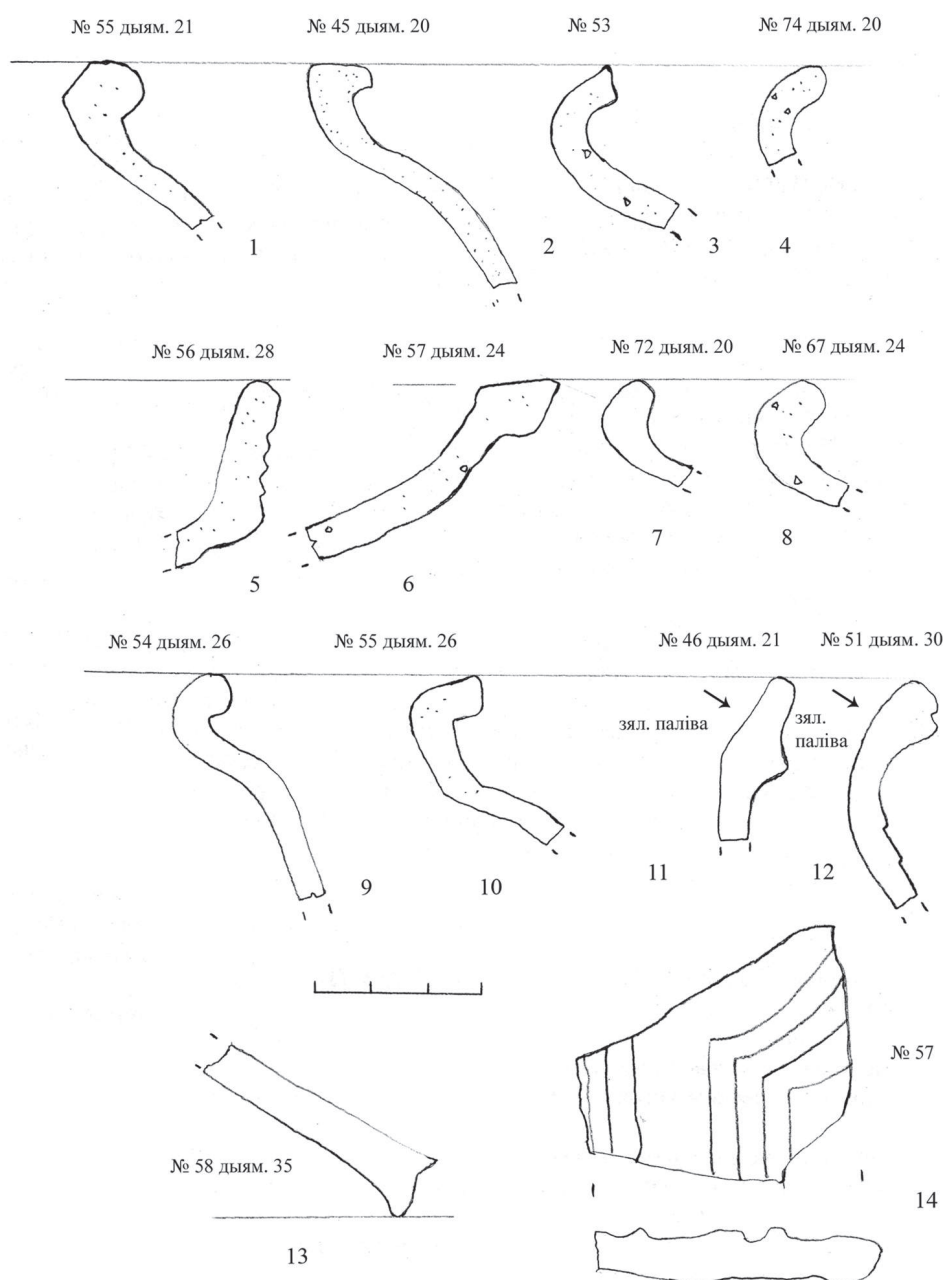 № 55 дыям. 21
№ 45 дыям. 20
№ 53
№ 74 дыям. 20
1
2
3
4
№ 56 дыям. 28
№ 57 дыям. 24
№ 72 дыям. 20
№ 67 дыям. 24
5
6
7
8
№ 54 дыям. 26
№ 55 дыям. 26
№ 46 дыям. 21
№ 51 дыям. 30
зял. паліва
зял.
паліва
9
10
11
12
№ 57
№ 58 дыям. 35
13
14